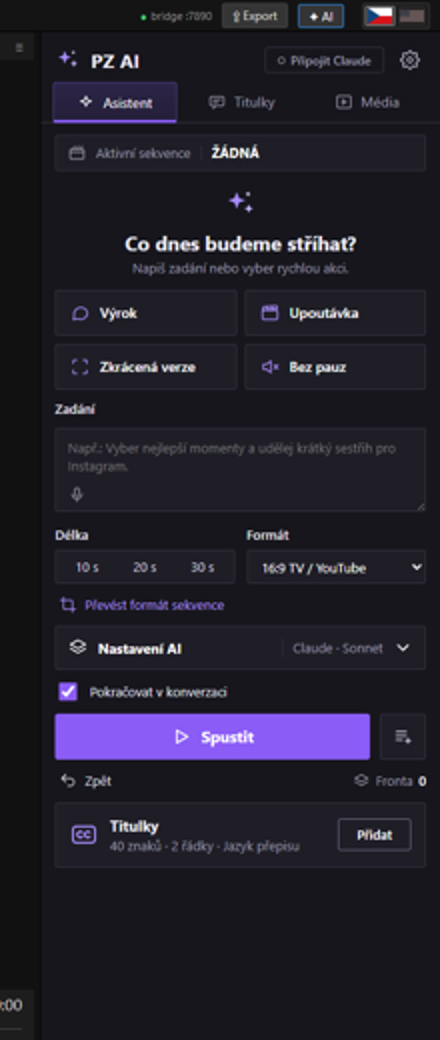 bridge :7890
Export
AI
PZ AI
Připojit Claude
Asistent
Titulky
Média
Aktivní sekvence
ŽÁDNÁ
Co dnes budeme stříhat?
Napiš zadání nebo vyber rychlou akci.
Výrok
Upoutávka
Zkrácená verze
Bez pauz
Zadání
Např.: Vyber nejlepší momenty a udělej krátký sestřih pro
Instagram.
Délka
Formát
10 s
20 s
30 s
16:9 TV / YouTube
Převést formát sekvence
Nastavení AI
Claude - Sonnet
Pokračovat v konverzaci
Spustit
Zpět
Fronta 0
CC
Titulky
40 znaků · 2 řádky · Jazyk přepisu
Přidat
:00